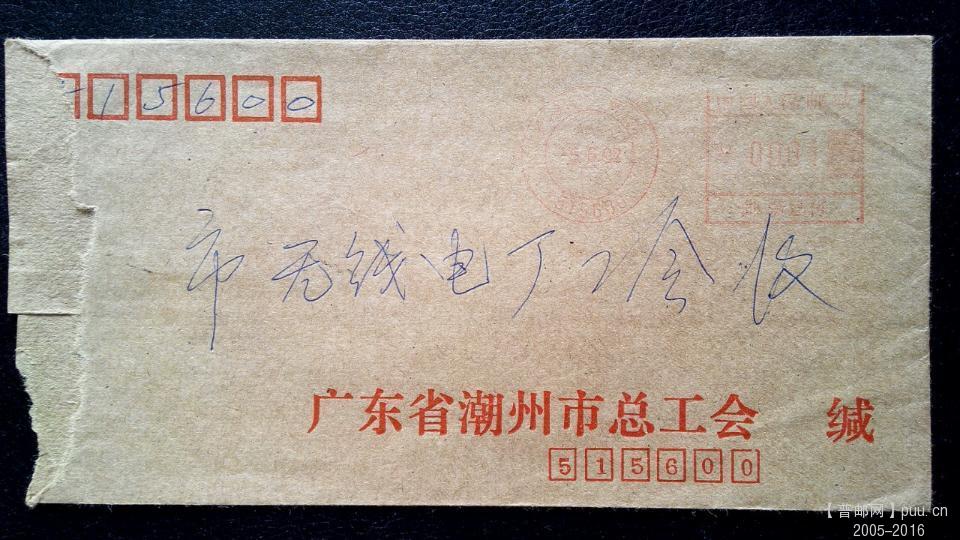 15600
市无线电厂工会收
广东省潮州市总工会 缄
515600
【普邮网】puu.cn
2005-2016